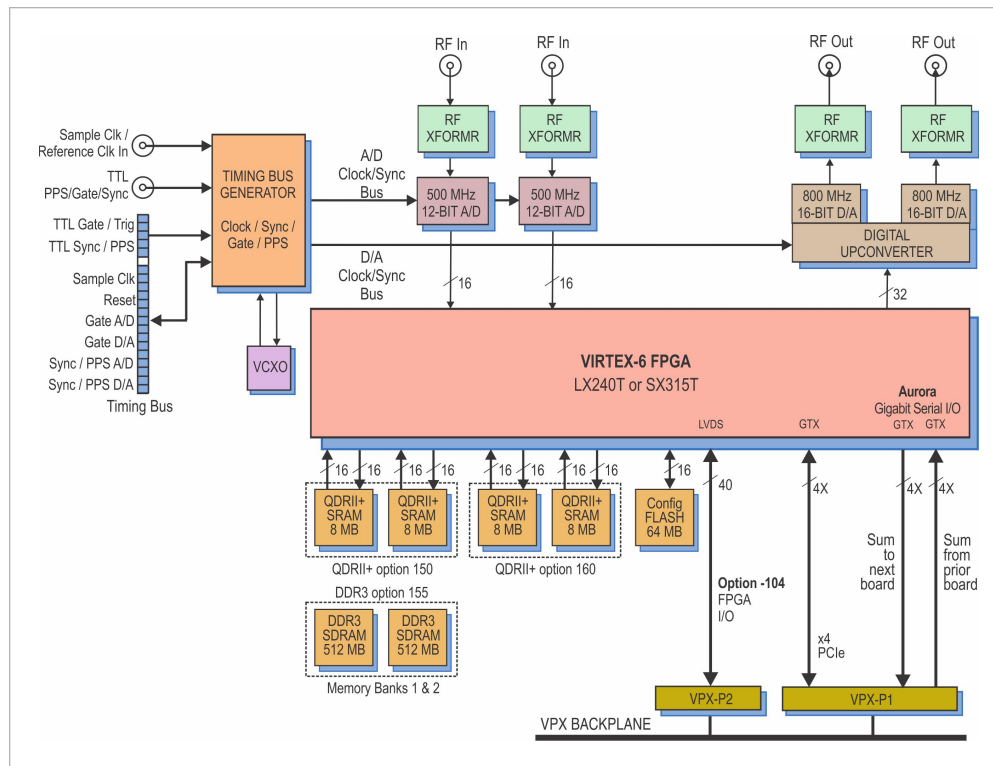 RF In
RF In
RF Out
RF Out
Sample Clk /
Reference Clk In
TTL
PPS/Gate/Sync
TTL Gate / Trig
TTL Sync / PPS
Sample Clk
Reset
Gate A/D
Gate D/A
Sync / PPS A/D
Sync / PPS D/A
Timing Bus
TIMING BUS
GENERATOR
Clock / Sync /
Gate / PPS
VCXO
A/D
Clock/Sync
Bus
D/A
Clock/Sync
Bus
RF
XFORMR
RF
XFORMR
RF
XFORMR
RF
XFORMR
500 MHz
12-BIT A/D
500 MHz
12-BIT A/D
800 MHz
16-BIT D/A
800 MHz
16-BIT D/A
DIGITAL
UPCONVERTER
16
16
32
VIRTEX-6 FPGA
LX240T or SX315T
Aurora
Gigabit Serial I/O
LVDS
GTX
GTX
GTX
16
16
16
16
16
16
16
16
16
40
4X
4X
4X
QDRII+
SRAM
8 MB
QDRII+
SRAM
8 MB
QDRII+
SRAM
8 MB
QDRII+
SRAM
8 MB
Config
FLASH
64 MB
QDRII+ option 150
QDRII+ option 160
DDR3 option 155
DDR3
SDRAM
512 MB
DDR3
SDRAM
512 MB
Memory Banks 1 & 2
Option -104
FPGA
I/O
x4
PCIe
Sum
to
next
board
Sum
from
prior
board
VPX-P2
VPX-P1
VPX BACKPLANE